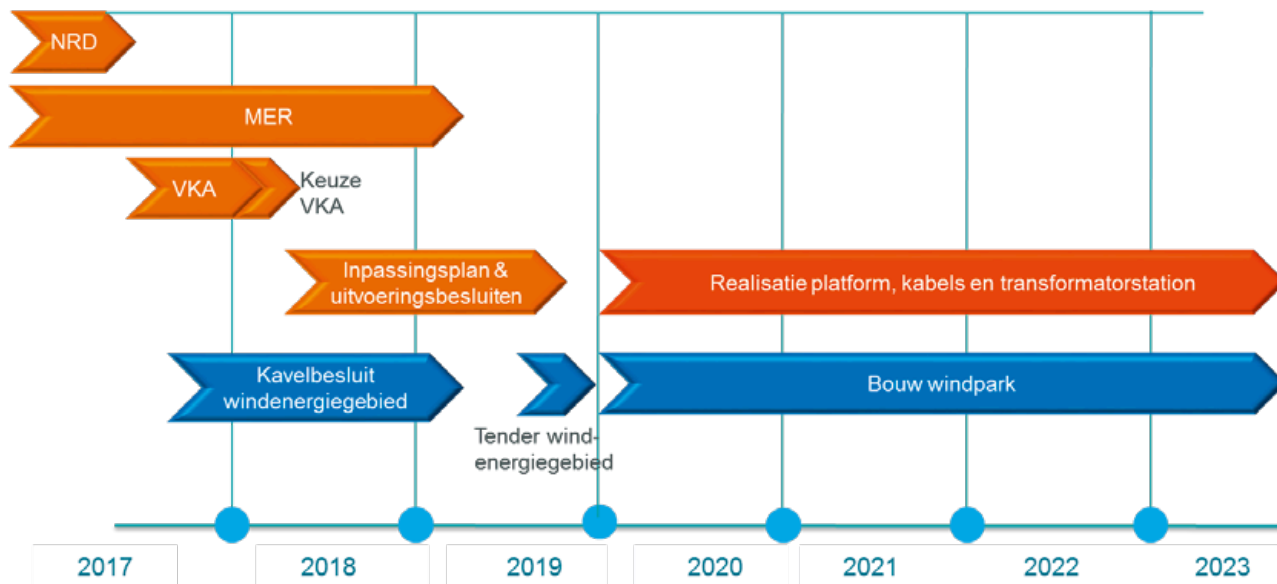 NRD
MER
VKA
Keuze
VKA
Inpassingsplan &
uitvoeringsbesluiten
Realisatie platform, kabels en transformatorstation
Kavelbesluit
windenergiegebied
Bouw windpark
Tender wind-
energiegebied
2017
2018
2019
2020
2021
2022
2023